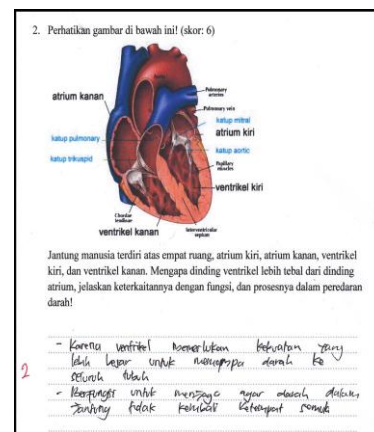 2. Perhatikan gambar di bawah ini! (skor: 6)
Pulmonary
arteries
atrium kanan
Pulmonary vein
katup mitral
atrium kiri
katup pulmonary
katup aortic
katup trikuspid
Papillary
muscles
ventrikel kiri
Chordae
tendineae
ventrikel kanan
Interventricular
septum
Jantung manusia terdiri atas empat ruang, atrium kiri, atrium kanan, ventrikel
kiri, dan ventrikel kanan. Mengapa dinding ventrikel lebih tebal dari dinding
atrium, jelaskan keterkaitannya dengan fungsi, dan prosesnya dalam peredaran
darah!
- Karena ventrikel memerlukan kekuatan yang
lebih besar untuk memompa darah ke
2 seluruh tubuh
- Berfungsi untuk menjaga agar darah dalam
Jantung tidak kembali ketempat semula